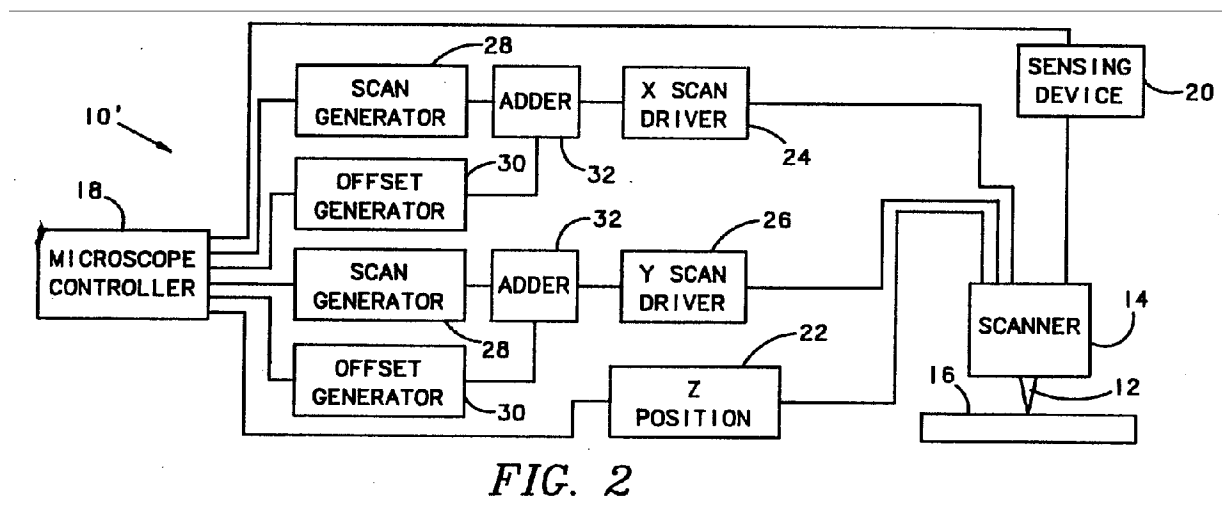 28
SCAN
GENERATOR
ADDER
X SCAN
DRIVER
SENSING
DEVICE
20
10'
24
32
30
OFFSET
GENERATOR
18
MICROSCOPE
CONTROLLER
32
26
SCAN
GENERATOR
ADDER
Y SCAN
DRIVER
28
SCANNER
14
22
OFFSET
GENERATOR
30
Z
POSITION
16
12
FIG. 2